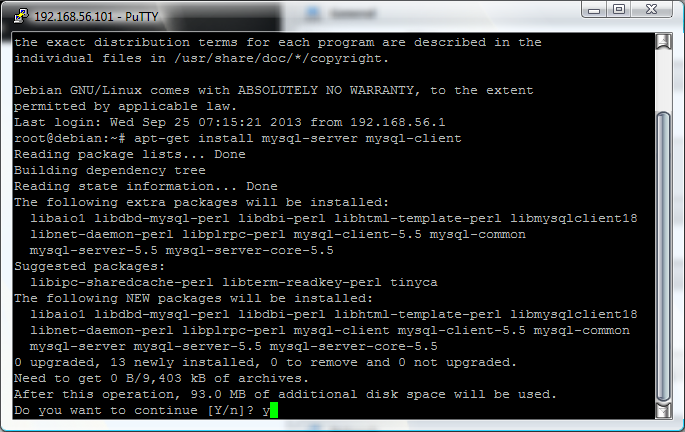 General
192.168.56.101 - PuTTY
the exact distribution terms for each program are described in the
individual files in /usr/share/doc/*/copyright.
Debian GNU/Linux comes with ABSOLUTELY NO WARRANTY, to the extent
permitted by applicable law.
Last login: Wed Sep 25 07:15:21 2013 from 192.168.56.1
root@debian:~# apt-get install mysql-server mysql-client
Reading package lists... Done
Building dependency tree
Reading state information... Done
The following extra packages will be installed:
libaio1 libdbd-mysql-perl libdbi-perl libhtml-template-perl libmysqlclient18
libnet-daemon-perl libplrpc-perl mysql-client-5.5 mysql-common
mysql-server-5.5 mysql-server-core-5.5
Suggested packages:
libipc-sharedcache-perl libterm-readkey-perl tinyca
The following NEW packages will be installed:
libaio1 libdbd-mysql-perl libdbi-perl libhtml-template-perl libmysqlclient18
libnet-daemon-perl libplrpc-perl mysql-client mysql-client-5.5 mysql-common
mysql-server mysql-server-5.5 mysql-server-core-5.5
0 upgraded, 13 newly installed, 0 to remove and 0 not upgraded.
Need to get 0 B/9,403 kB of archives.
After this operation, 93.0 MB of additional disk space will be used.
Do you want to continue [Y/n]? y